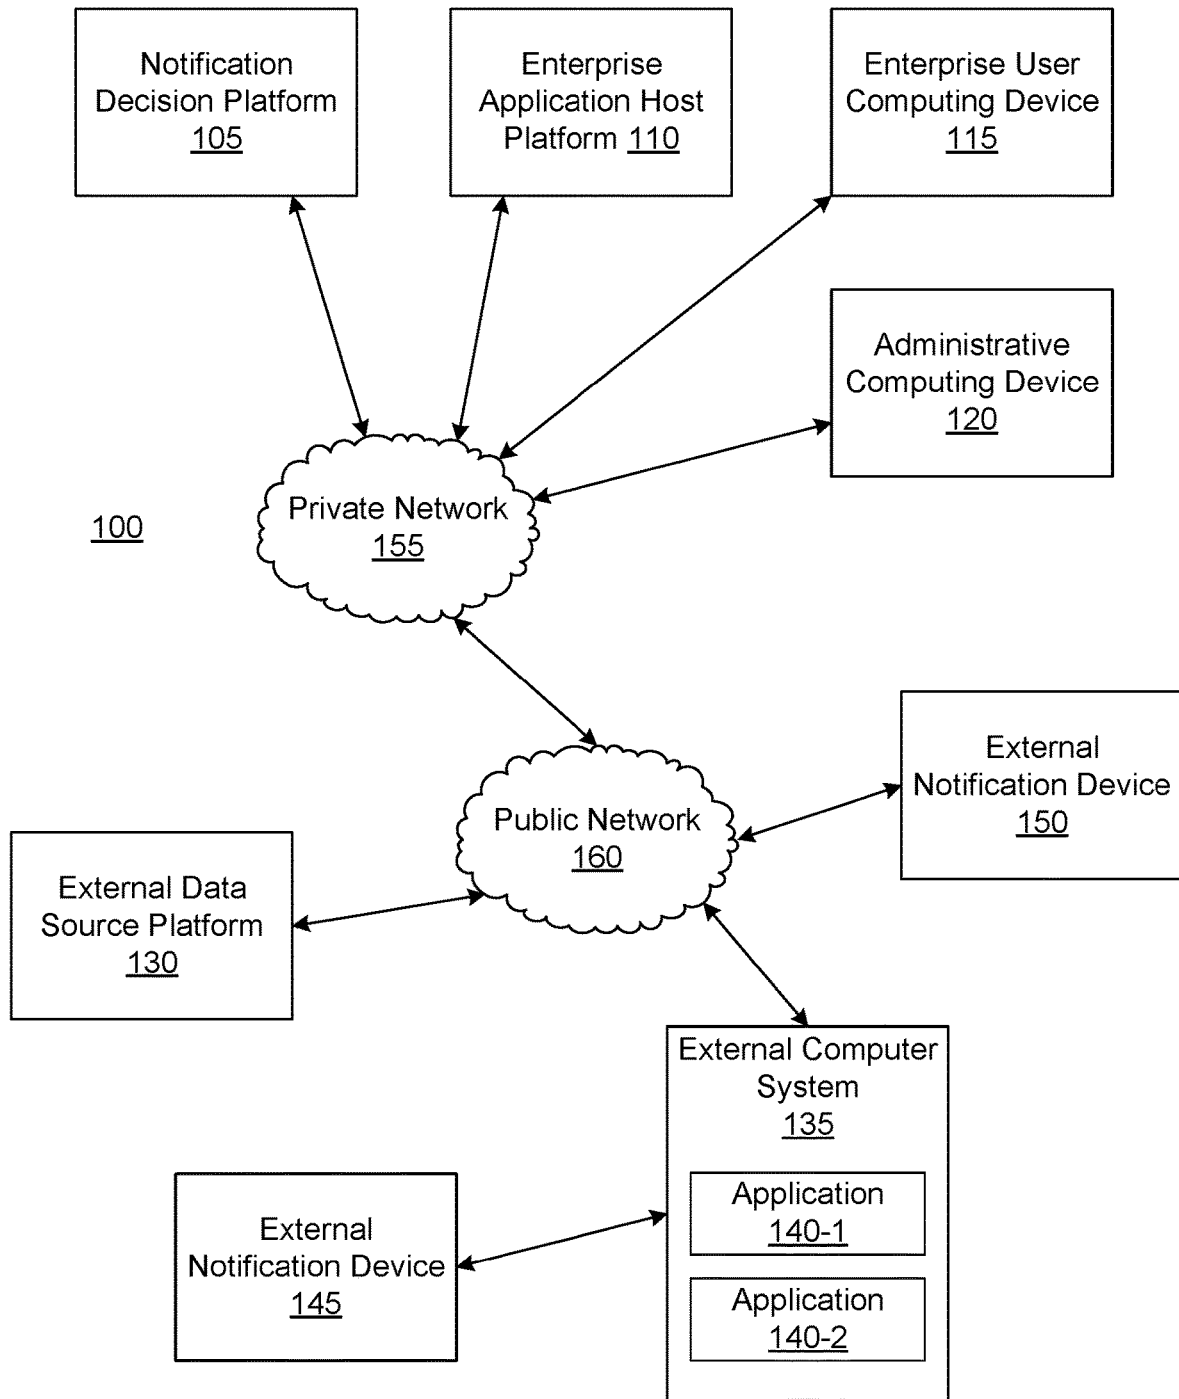 Notification
Decision Platform
105
Enterprise
Application Host
Platform 110
Enterprise User
Computing Device
115
Administrative
Computing Device
120
Private Network
155
100
External
Notification Device
150
Public Network
160
External Data
Source Platform
130
External Computer
System
135
Application
140-1
External
Notification Device
145
Application
140-2